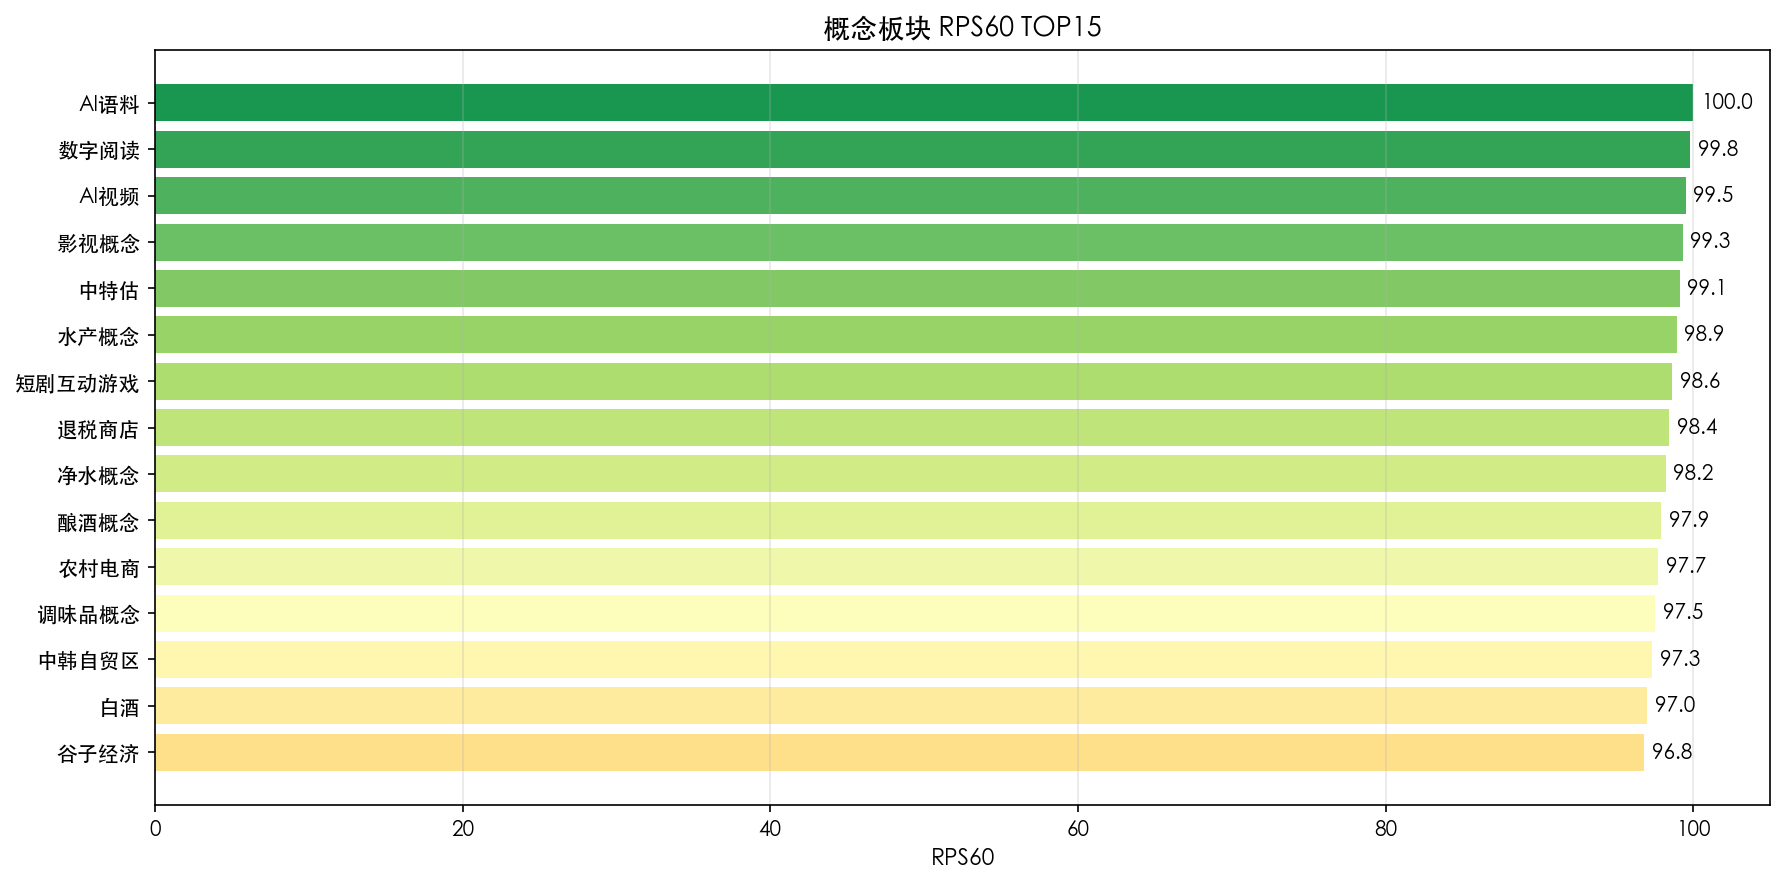 概念板块 RPS60 TOP15
AI语料 100.0
数字阅读 99.8
AI视频 99.5
影视概念 99.3
中特估 99.1
水产概念 98.9
短剧互动游戏 98.6
退税商店 98.4
净水概念 98.2
酿酒概念 97.9
农村电商 97.7
调味品概念 97.5
中韩自贸区 97.3
白酒 97.0
谷子经济 96.8
0 20 40 60 80 100
RPS60